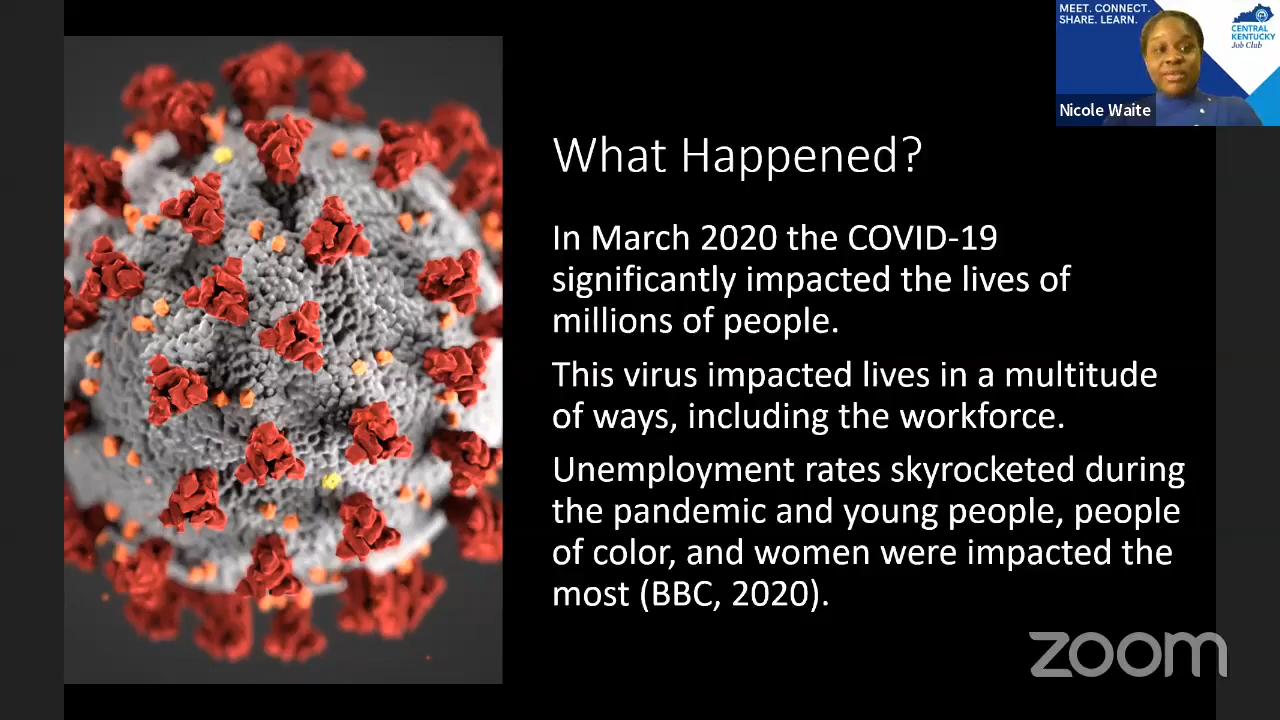 MEET. CONNECT.
SHARE. LEARN.
CENTRAL
KENTUCKY
Job Club
Nicole Waite
What Happened?
In March 2020 the COVID-19
significantly impacted the lives of
millions of people.
This virus impacted lives in a multitude
of ways, including the workforce.
Unemployment rates skyrocketed during
the pandemic and young people, people
of color, and women were impacted the
most (BBC, 2020).
zoom